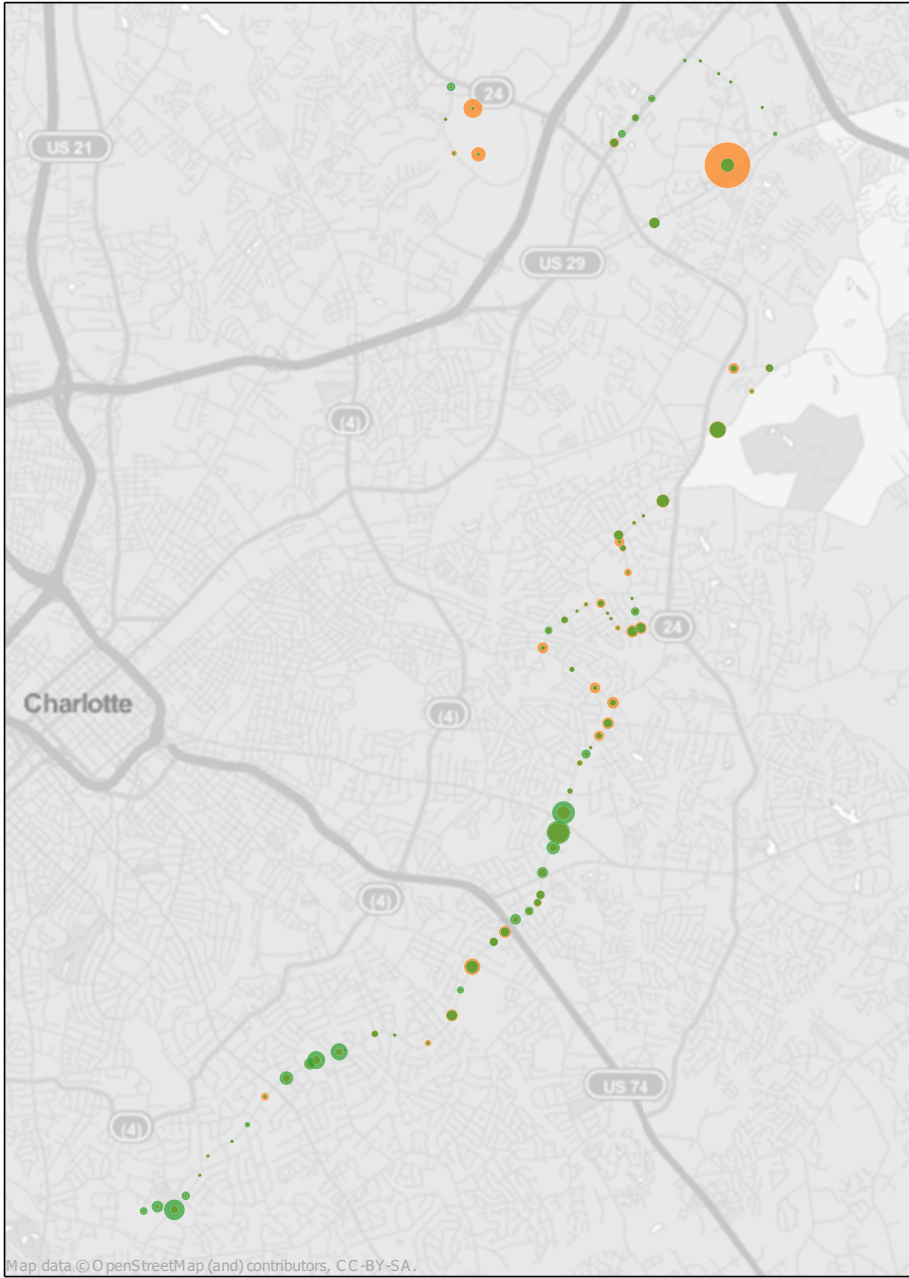 24
US 21
US 29
(4)
24
Charlotte
(4)
(4)
US 74
(4)
Map data © OpenStreetMap (and) contributors, CC-BY-SA.